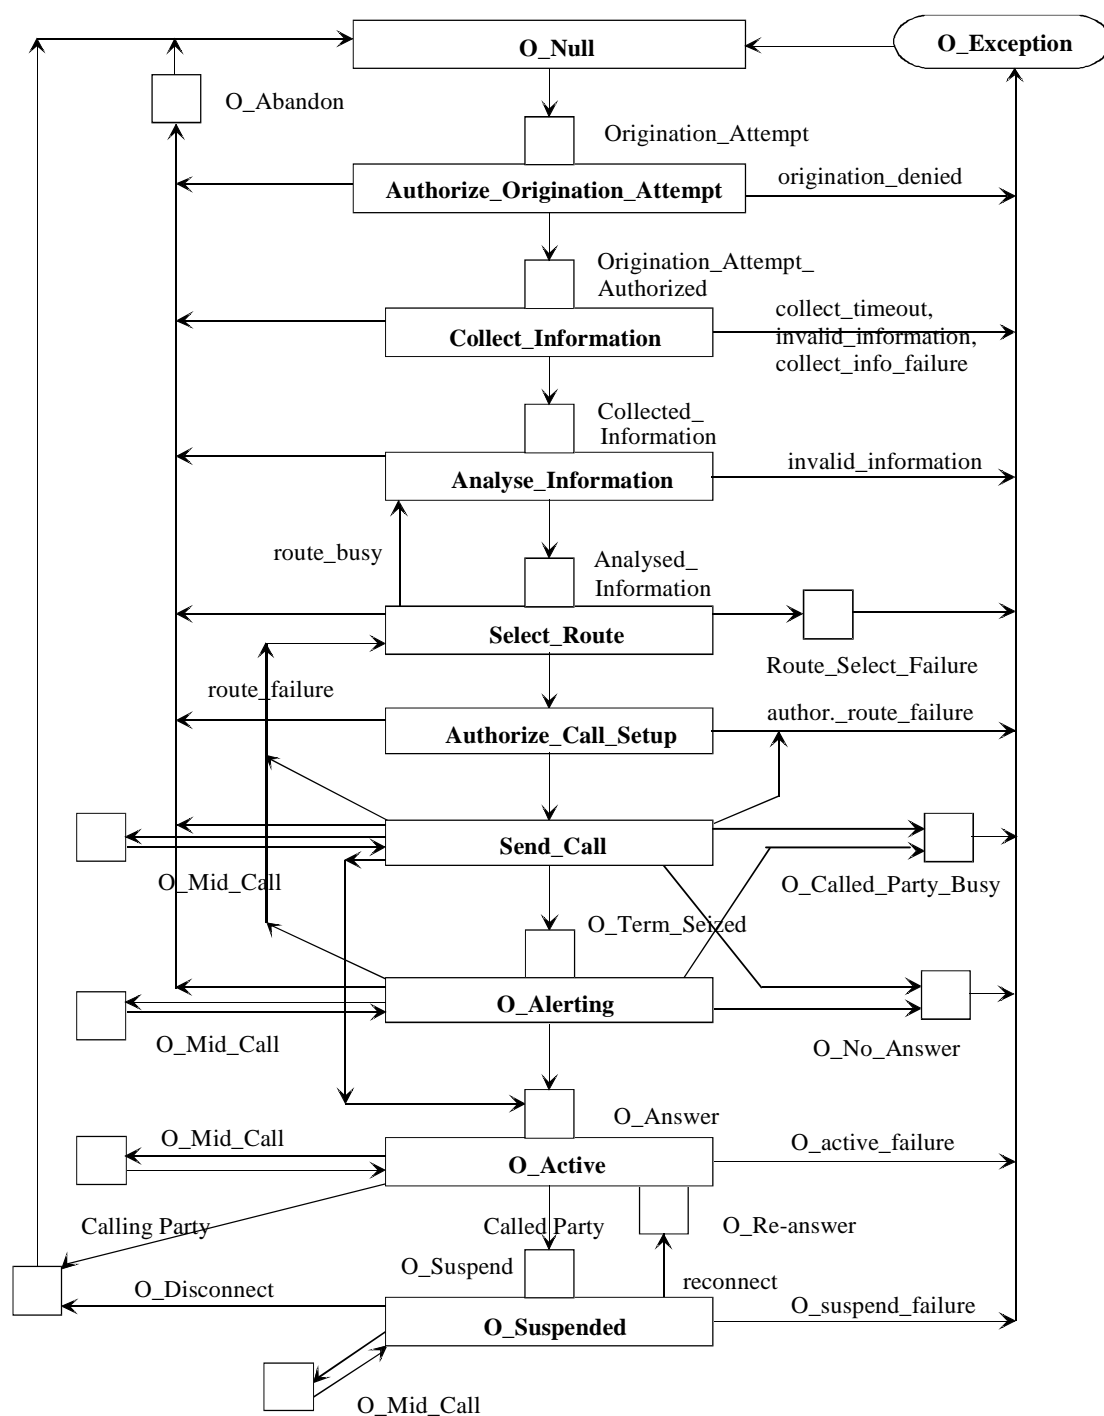 O_Null
O_Exception
O_Abandon
Origination_Attempt
Authorize_Origination_Attempt
origination_denied
Origination_Attempt_
Authorized
collect_timeout,
Collect_Information
invalid_information,
collect_info_failure
Collected_
Information
Analyse_Information
invalid_information
route_busy
Analysed_
Information
Select_Route
Route_Select_Failure
route_failure
author._route_failure
Authorize_Call_Setup
Send_Call
O_Mid_Call
O_Called_Party_Busy
O_Term_Seized
O_Alerting
O_Mid_Call
O_No_Answer
O_Answer
O_Mid_Call
O_active_failure
O_Active
Calling Party
Called Party
O_Re-answer
O_Suspend
O_Disconnect
reconnect
O_suspend_failure
O_Suspended
O_Mid_Call